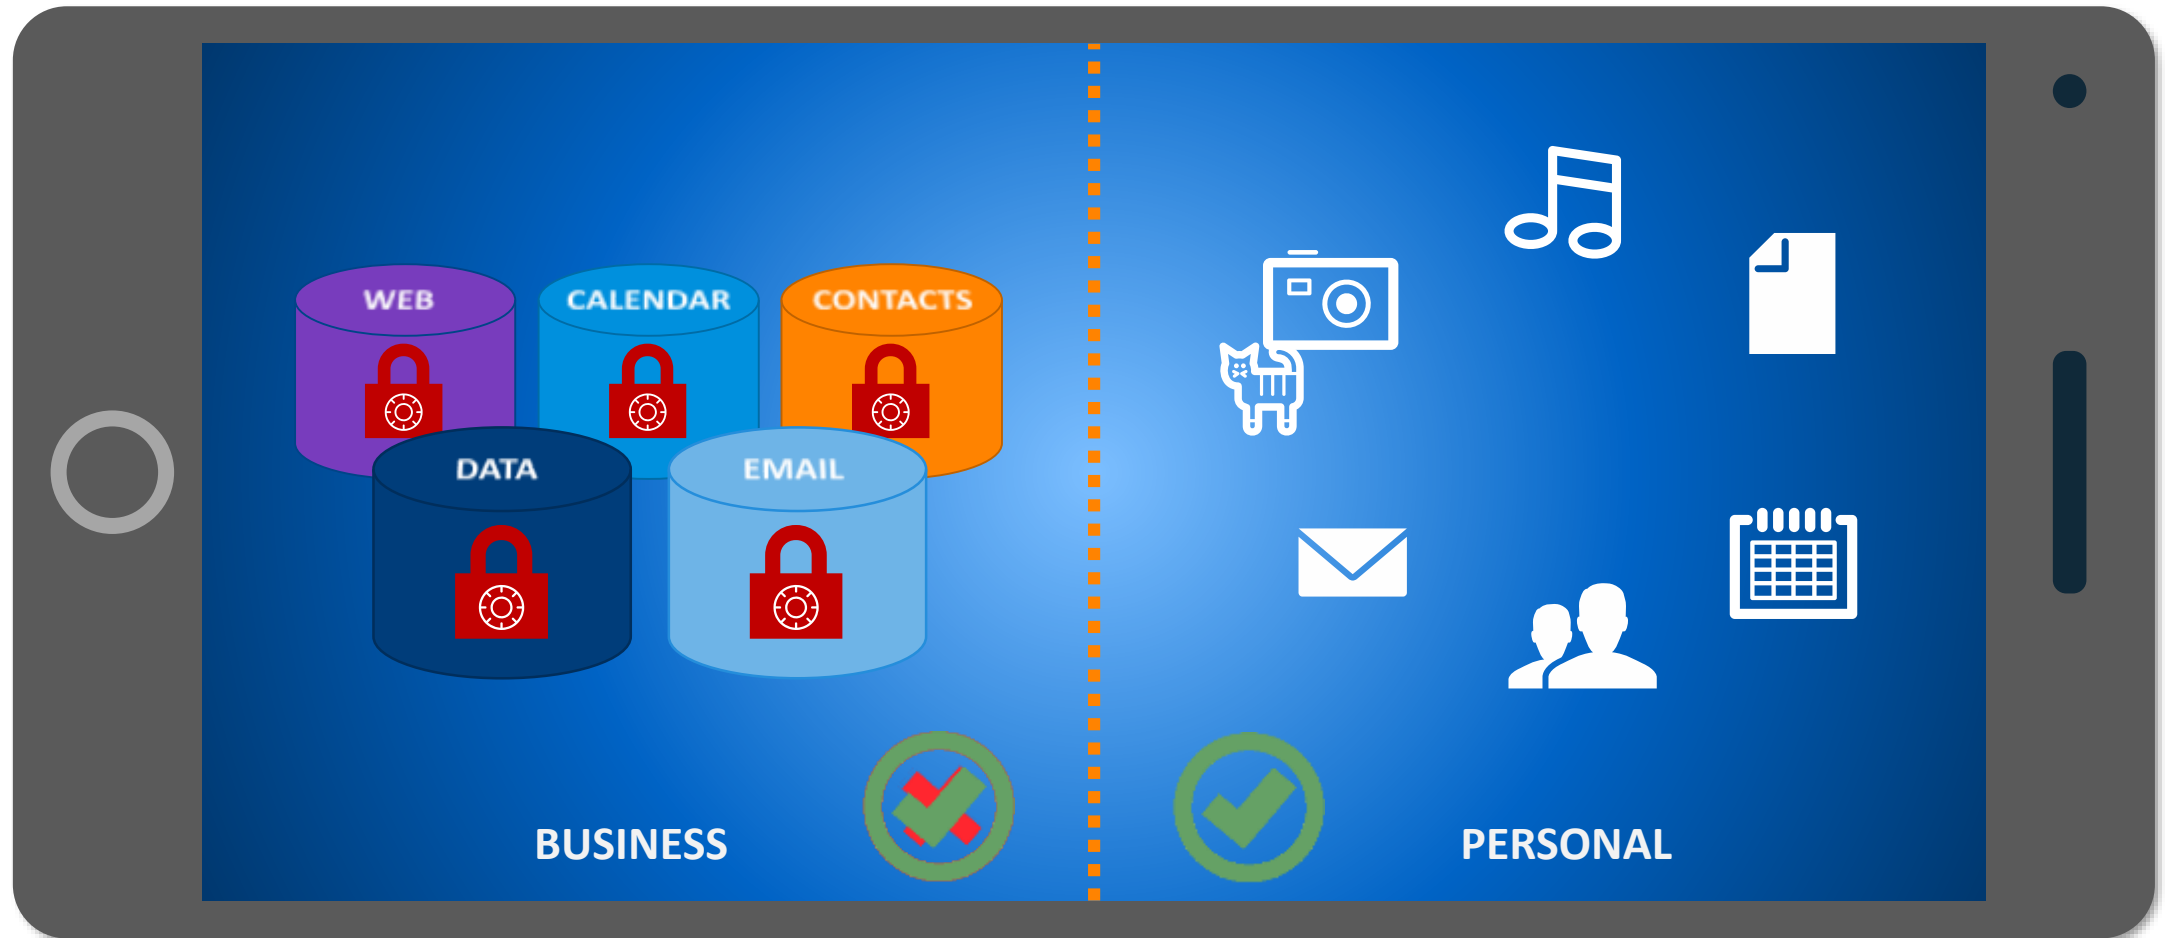 WEB
CALENDAR
CONTACTS
DATA
EMAIL
BUSINESS
PERSONAL